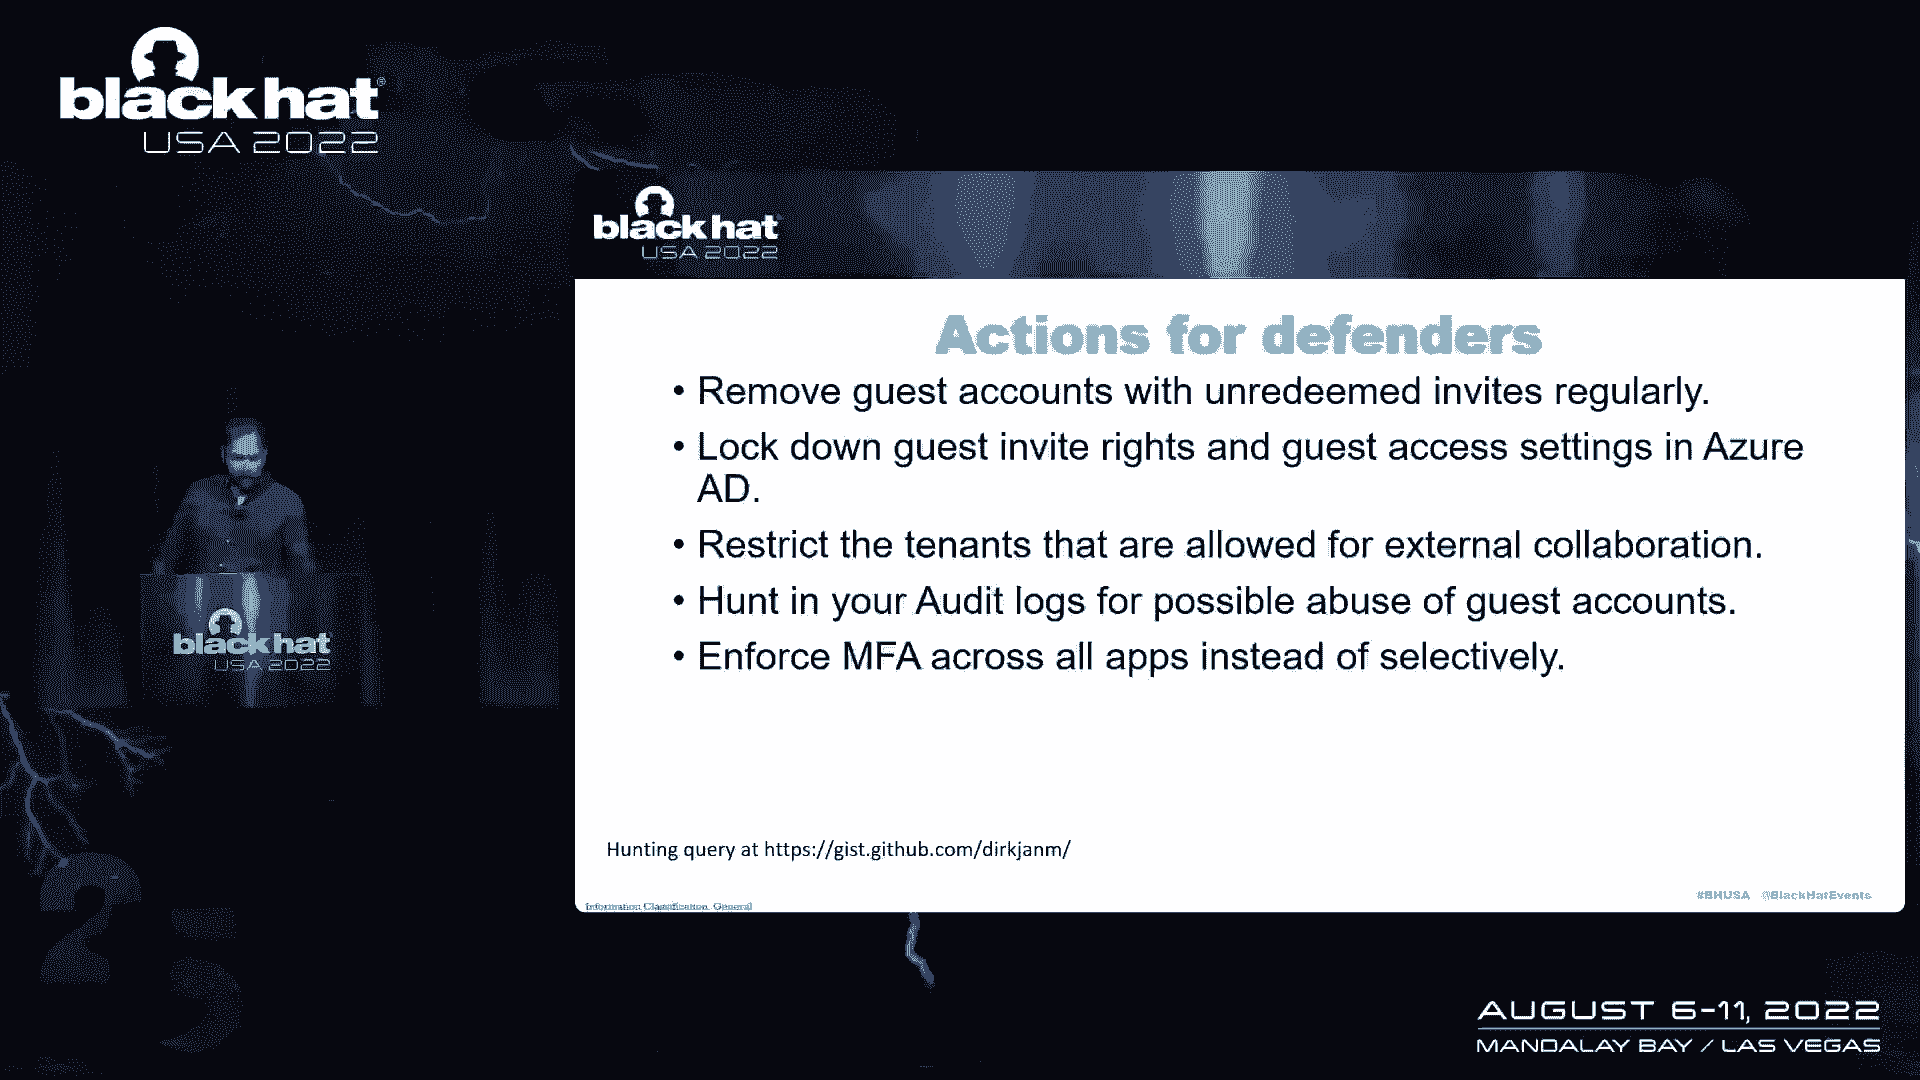 black hat®
USA 2022
black hat
USA 2022
Actions for defenders
• Remove guest accounts with unredeemed invites regularly.
• Lock down guest invite rights and guest access settings in Azure
AD.
• Restrict the tenants that are allowed for external collaboration.
• Hunt in your Audit logs for possible abuse of guest accounts.
• Enforce MFA across all apps instead of selectively.
black hat
USA 2022
Hunting query at https://gist.github.com/dirkjanm/
#BHUSA @BlackHatEvents
Information Classification: General
25
AUGUST 6-11, 2022
MANDALAY BAY / LAS VEGAS